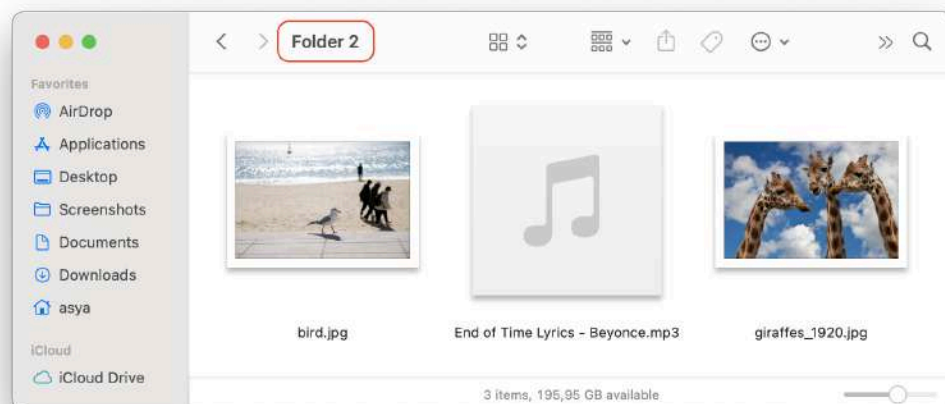 Folder 2
Favorites
AirDrop
Applications
Desktop
Screenshots
Documents
Downloads
asya
iCloud
iCloud Drive
bird.jpg
End of Time Lyrics - Beyonce.mp3
giraffes_1920.jpg
3 items, 195,95 GB available